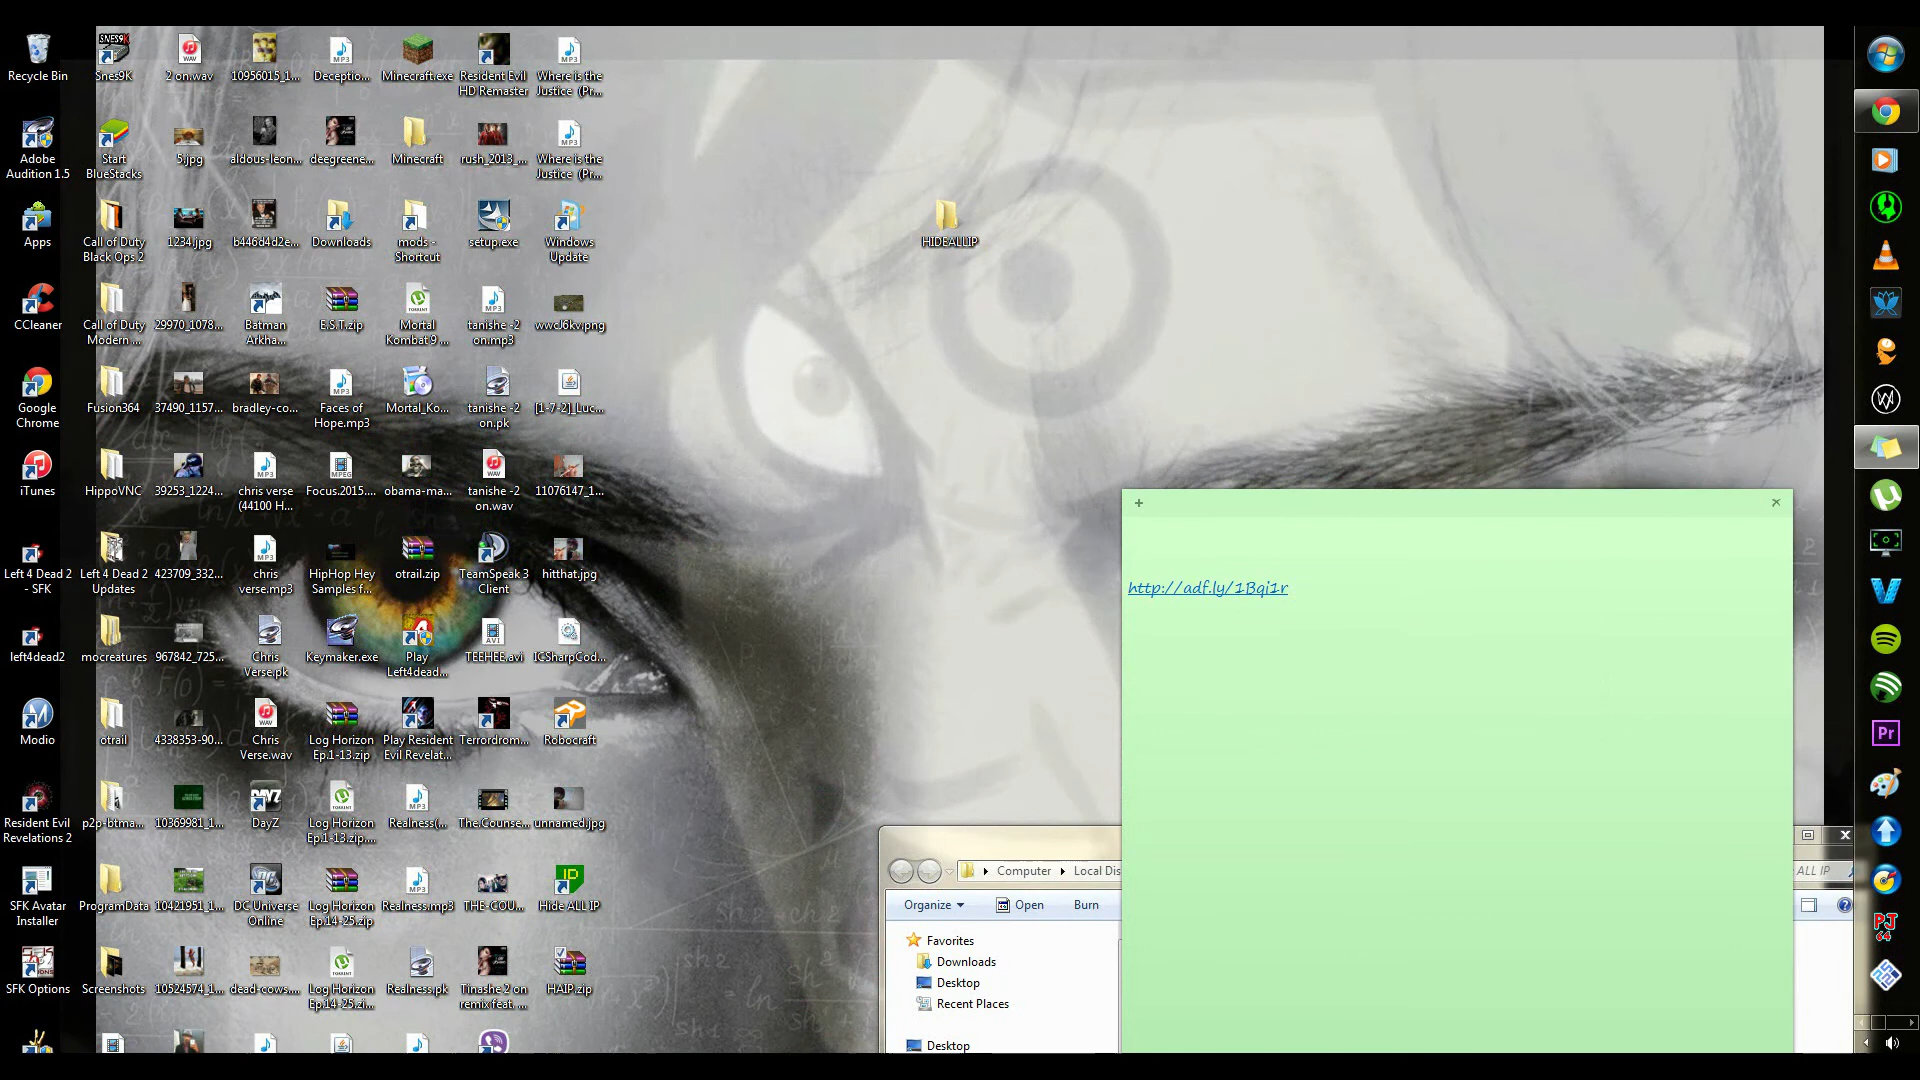 Recycle Bin
Snes9K
2 on.wav
10956015_1...
Deceptio...
Minecraft.exe
Resident Evil
HD Remaster
Where is the
Justice (Pr...
Adobe
Audition 1.5
Start
BlueStacks
5.jpg
aldous-leon...
deegreene...
Minecraft
rush_2013_...
Where is the
Justice (Pr...
Apps
Call of Duty
Black Ops 2
1234.jpg
b446d4d2e...
Downloads
mods -
Shortcut
setup.exe
Windows
Update
HIDEALLIP
CCleaner
Call of Duty
Modern ...
29970_1078...
Batman
Arkha...
E.S.T.zip
Mortal
Kombat 9 ...
tanishe -2
on.mp3
wwcJ6kv.png
Google
Chrome
Fusion364
37490_1157...
bradley-co...
Faces of
Hope.mp3
Mortal_Ko...
tanishe -2
on.pk
[1-7-2]_Luc...
iTunes
HippoVNC
39253_1224...
chris verse
(44100 H...
Focus.2015....
obama-ma...
tanishe -2
on.wav
11076147_1...
Left 4 Dead 2
- SFK
Left 4 Dead 2
Updates
423709_332...
chris
verse.mp3
HipHop Hey
Samples f...
otrail.zip
TeamSpeak 3
Client
hitthat.jpg
left4dead2
mocreatures
967842_725...
Chris
Verse.pk
Keymaker.exe
Play
Left4dead...
TEEHEE.avi
ICSharpCod...
Modio
otrail
4338353-90...
Chris
Verse.wav
Log Horizon
Ep.1-13.zip
Play Resident
Evil Revelat...
Terrordrom...
Robocraft
Resident Evil
Revelations 2
p2p-btma...
10369981_1...
DayZ
Log Horizon
Ep.1-13.zip....
Realness(...
The.Counse...
unnamed.jpg
SFK Avatar
Installer
ProgramData
10421951_1...
DC Universe
Online
Log Horizon
Ep.14-25.zip
Realness.mp3
THE-COU...
Hide ALL IP
SFK Options
Screenshots
10524574_1...
dead-cows....
Log Horizon
Ep.14-25.zi...
Realness.pk
Tinashe 2 on
remix feat. ...
HAIP.zip
+
×
http://adf.ly/1Bqi1r
Computer
Local Dis
ALL IP
Organize
Open
Burn
Favorites
Downloads
Desktop
Recent Places
Desktop
Pr
PJ
64